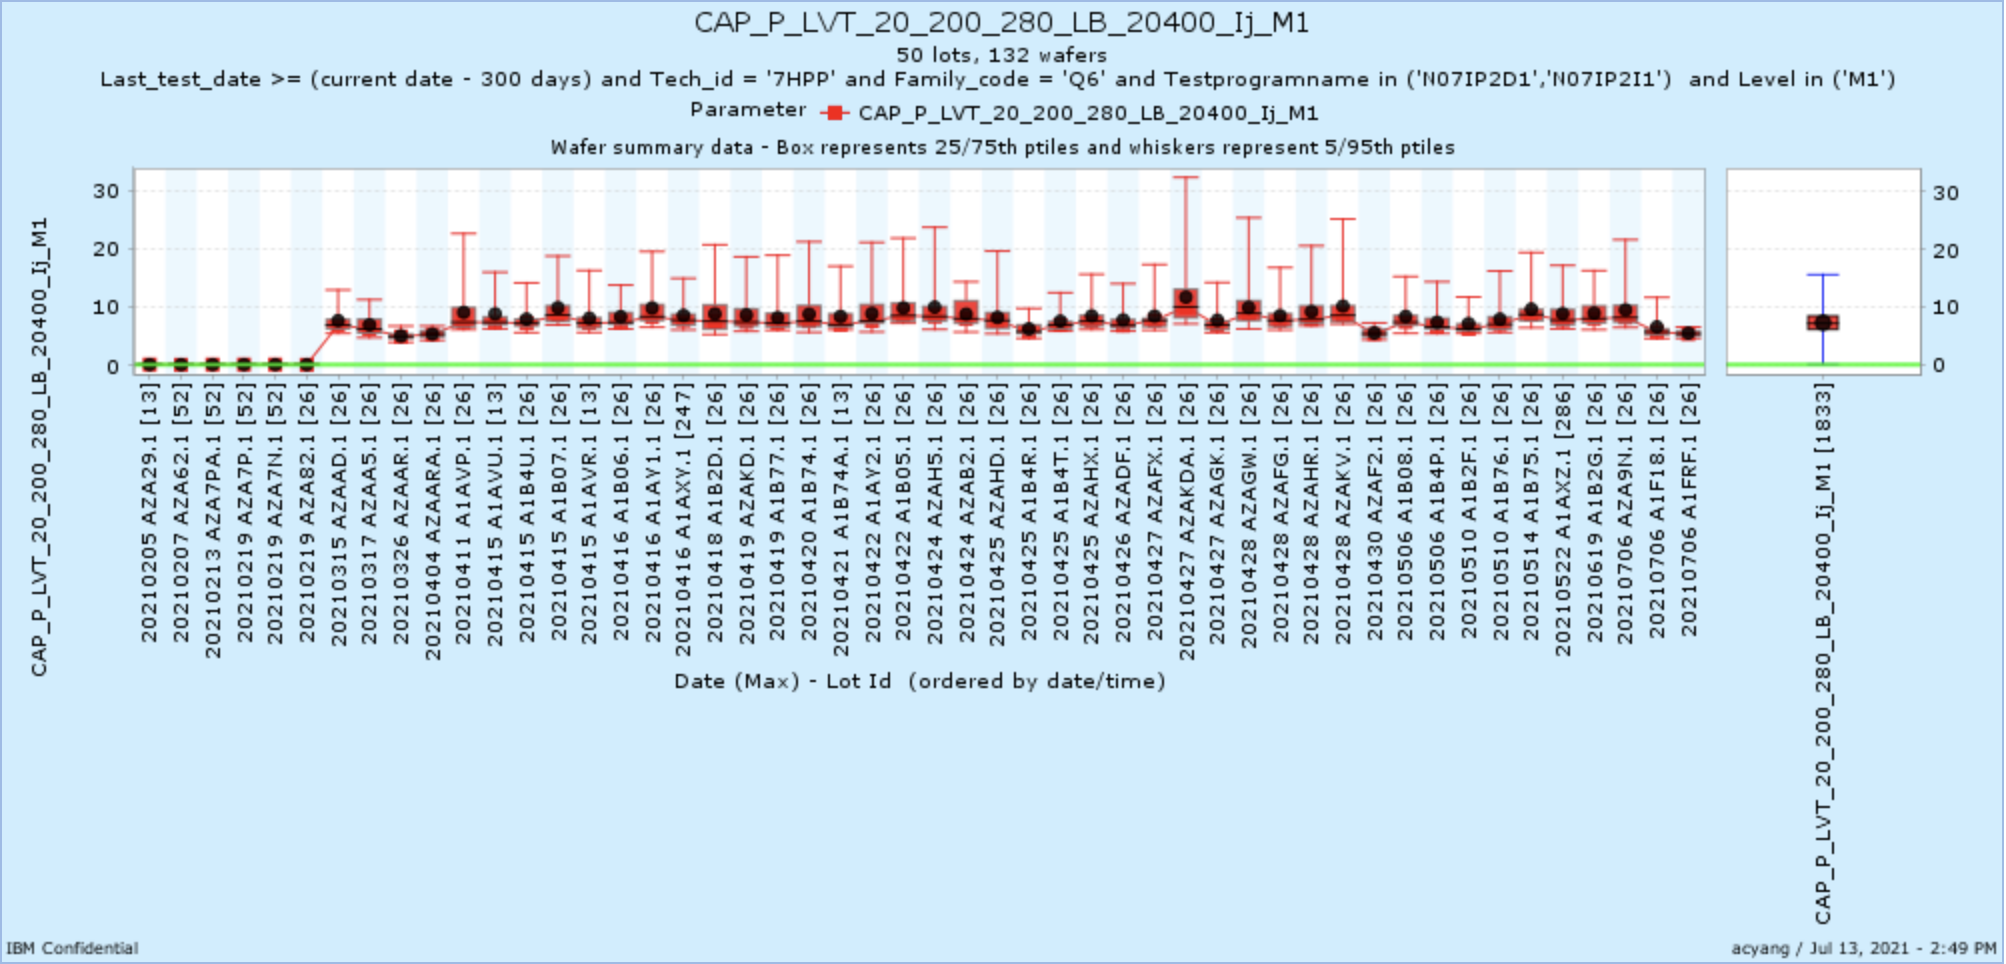 CAP_P_LVT_20_200_280_LB_20400_Ij_M1
50 lots, 132 wafers
Last_test_date >= (current date - 300 days) and Tech_id = '7HPP' and Family_code = 'Q6' and Testprogramname in ('N07IP2D1','N07IP2I1')  and Level in ('M1')
Parameter CAP_P_LVT_20_200_280_LB_20400_Ij_M1
Wafer summary data - Box represents 25/75th ptiles and whiskers represent 5/95th ptiles
CAP_P_LVT_20_200_280_LB_20400_Ij_M1
30
20
10
0
30
20
10
0
20210205 AZA29.1 [13]
20210207 AZA62.1 [52]
20210213 AZA7PA.1 [52]
20210219 AZA7P.1 [52]
20210219 AZA7N.1 [52]
20210219 AZA82.1 [26]
20210315 AZAAD.1 [26]
20210317 AZAA5.1 [26]
20210326 AZAAR.1 [26]
20210404 AZAARA.1 [26]
20210411 A1AVP.1 [26]
20210415 A1AVU.1 [13]
20210415 A1B4U.1 [26]
20210415 A1B07.1 [26]
20210415 A1AVR.1 [13]
20210416 A1B06.1 [26]
20210416 A1AY1.1 [26]
20210416 A1AXY.1 [247]
20210418 A1B2D.1 [26]
20210419 AZAKD.1 [26]
20210419 A1B77.1 [26]
20210420 A1B74.1 [26]
20210421 A1B74A.1 [13]
20210422 A1AY2.1 [26]
20210422 A1B05.1 [26]
20210424 AZAH5.1 [26]
20210424 AZAB2.1 [26]
20210425 AZAHD.1 [26]
20210425 A1B4R.1 [26]
20210425 A1B4T.1 [26]
20210425 AZAHX.1 [26]
20210426 AZADF.1 [26]
20210427 AZAFX.1 [26]
20210427 AZAKDA.1 [26]
20210427 AZAGK.1 [26]
20210428 AZAGW.1 [26]
20210428 AZAFG.1 [26]
20210428 AZAHR.1 [26]
20210428 AZAKV.1 [26]
20210430 AZAF2.1 [26]
20210506 A1B08.1 [26]
20210506 A1B4P.1 [26]
20210510 A1B2F.1 [26]
20210510 A1B76.1 [26]
20210514 A1B75.1 [26]
20210522 A1AXZ.1 [286]
20210619 A1B2G.1 [26]
20210706 AZA9N.1 [26]
20210706 A1F18.1 [26]
20210706 A1FRF.1 [26]
CAP_P_LVT_20_200_280_LB_20400_Ij_M1 [1833]
Date (Max) - Lot Id  (ordered by date/time)
IBM Confidential
acyang / Jul 13, 2021 - 2:49 PM